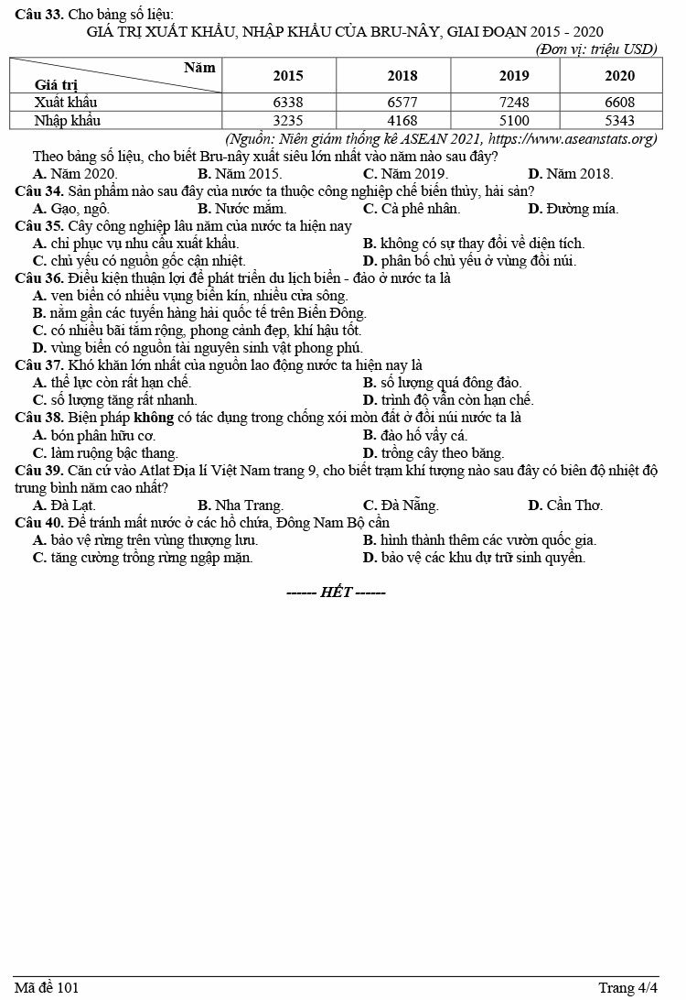 Câu 33. Cho bảng số liệu:
GIÁ TRỊ XUẤT KHẨU, NHẬP KHẨU CỦA BRU-NÂY, GIAI ĐOẠN 2015 - 2020
(Đơn vị: triệu USD)
Năm
Giá trị
2015 2018 2019 2020
Xuất khẩu 6338 6577 7248 6608
Nhập khẩu 3235 4168 5100 5343
(Nguồn: Niên giám thống kê ASEAN 2021, https://www.aseanstats.org)
Theo bảng số liệu, cho biết Bru-nây xuất siêu lớn nhất vào năm nào sau đây?
A. Năm 2020. B. Năm 2015. C. Năm 2019. D. Năm 2018.
Câu 34. Sản phẩm nào sau đây của nước ta thuộc công nghiệp chế biến thủy, hải sản?
A. Gạo, ngô. B. Nước mắm. C. Cà phê nhân. D. Đường mía.
Câu 35. Cây công nghiệp lâu năm của nước ta hiện nay
A. chỉ phục vụ nhu cầu xuất khẩu. B. không có sự thay đổi về diện tích.
C. chủ yếu có nguồn gốc cận nhiệt. D. phân bố chủ yếu ở vùng đồi núi.
Câu 36. Điều kiện thuận lợi để phát triển du lịch biển - đảo ở nước ta là
A. ven biển có nhiều vụng biển kín, nhiều cửa sông.
B. nằm gần các tuyến hàng hải quốc tế trên Biển Đông.
C. có nhiều bãi tắm rộng, phong cảnh đẹp, khí hậu tốt.
D. vùng biển có nguồn tài nguyên sinh vật phong phú.
Câu 37. Khó khăn lớn nhất của nguồn lao động nước ta hiện nay là
A. thể lực còn rất hạn chế. B. số lượng quá đông đảo.
C. số lượng tăng rất nhanh. D. trình độ vẫn còn hạn chế.
Câu 38. Biện pháp không có tác dụng trong chống xói mòn đất ở đồi núi nước ta là
A. bón phân hữu cơ. B. đào hố vẩy cá.
C. làm ruộng bậc thang. D. trồng cây theo băng.
Câu 39. Căn cứ vào Atlat Địa lí Việt Nam trang 9, cho biết trạm khí tượng nào sau đây có biên độ nhiệt độ
trung bình năm cao nhất?
A. Đà Lạt. B. Nha Trang. C. Đà Nẵng. D. Cần Thơ.
Câu 40. Để tránh mất nước ở các hồ chứa, Đông Nam Bộ cần
A. bảo vệ rừng trên vùng thượng lưu. B. hình thành thêm các vườn quốc gia.
C. tăng cường trồng rừng ngập mặn. D. bảo vệ các khu dự trữ sinh quyển.
------ HẾT ------
Mã đề 101 Trang 4/4